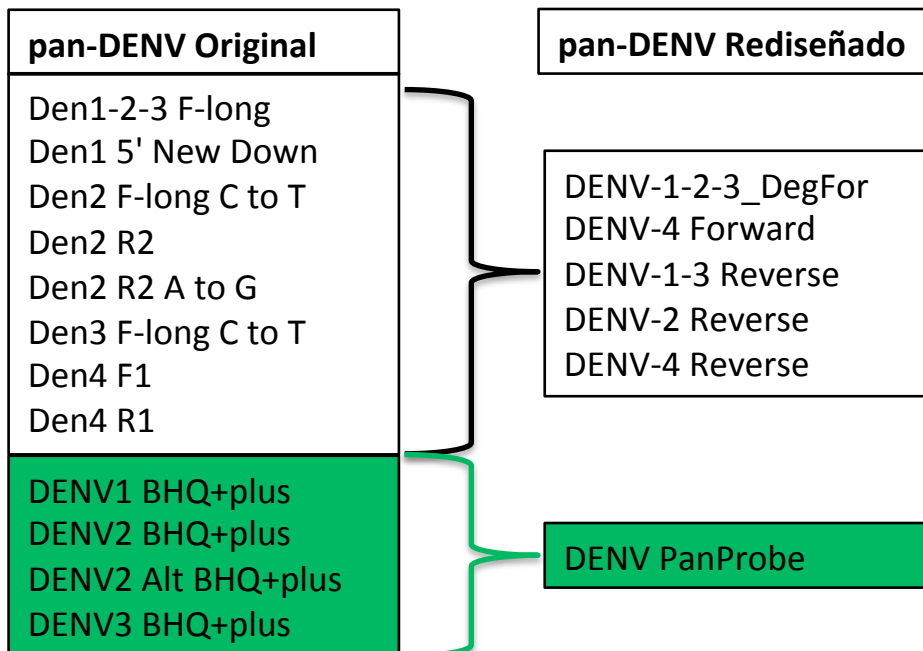 pan-DENV Original
Den1-2-3 F-long
Den1 5' New Down
Den2 F-long C to T
Den2 R2
Den2 R2 A to G
Den3 F-long C to T
Den4 F1
Den4 R1
DENV1 BHQ+plus
DENV2 BHQ+plus
DENV2 Alt BHQ+plus
DENV3 BHQ+plus
pan-DENV Rediseñado
DENV-1-2-3_DegFor
DENV-4 Forward
DENV-1-3 Reverse
DENV-2 Reverse
DENV-4 Reverse
DENV PanProbe